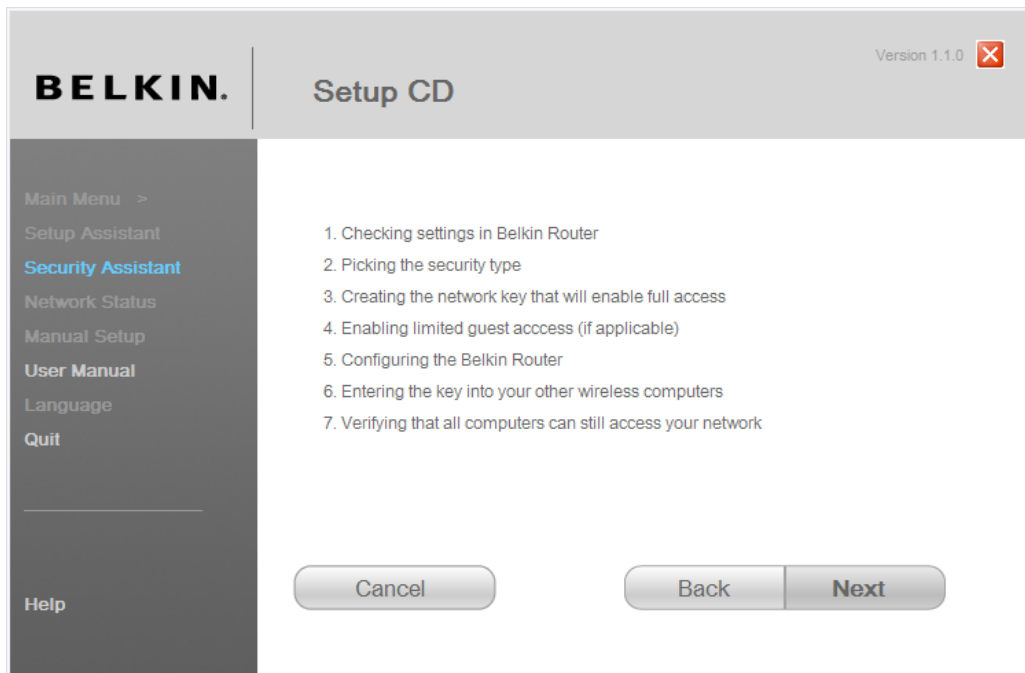 Version 1.1.0
BELKIN.
Setup CD
Main Menu >
Setup Assistant
Security Assistant
Network Status
Manual Setup
User Manual
Language
Quit
Help
1. Checking settings in Belkin Router
2. Picking the security type
3. Creating the network key that will enable full access
4. Enabling limited guest acccess (if applicable)
5. Configuring the Belkin Router
6. Entering the key into your other wireless computers
7. Verifying that all computers can still access your network
Cancel
Back
Next